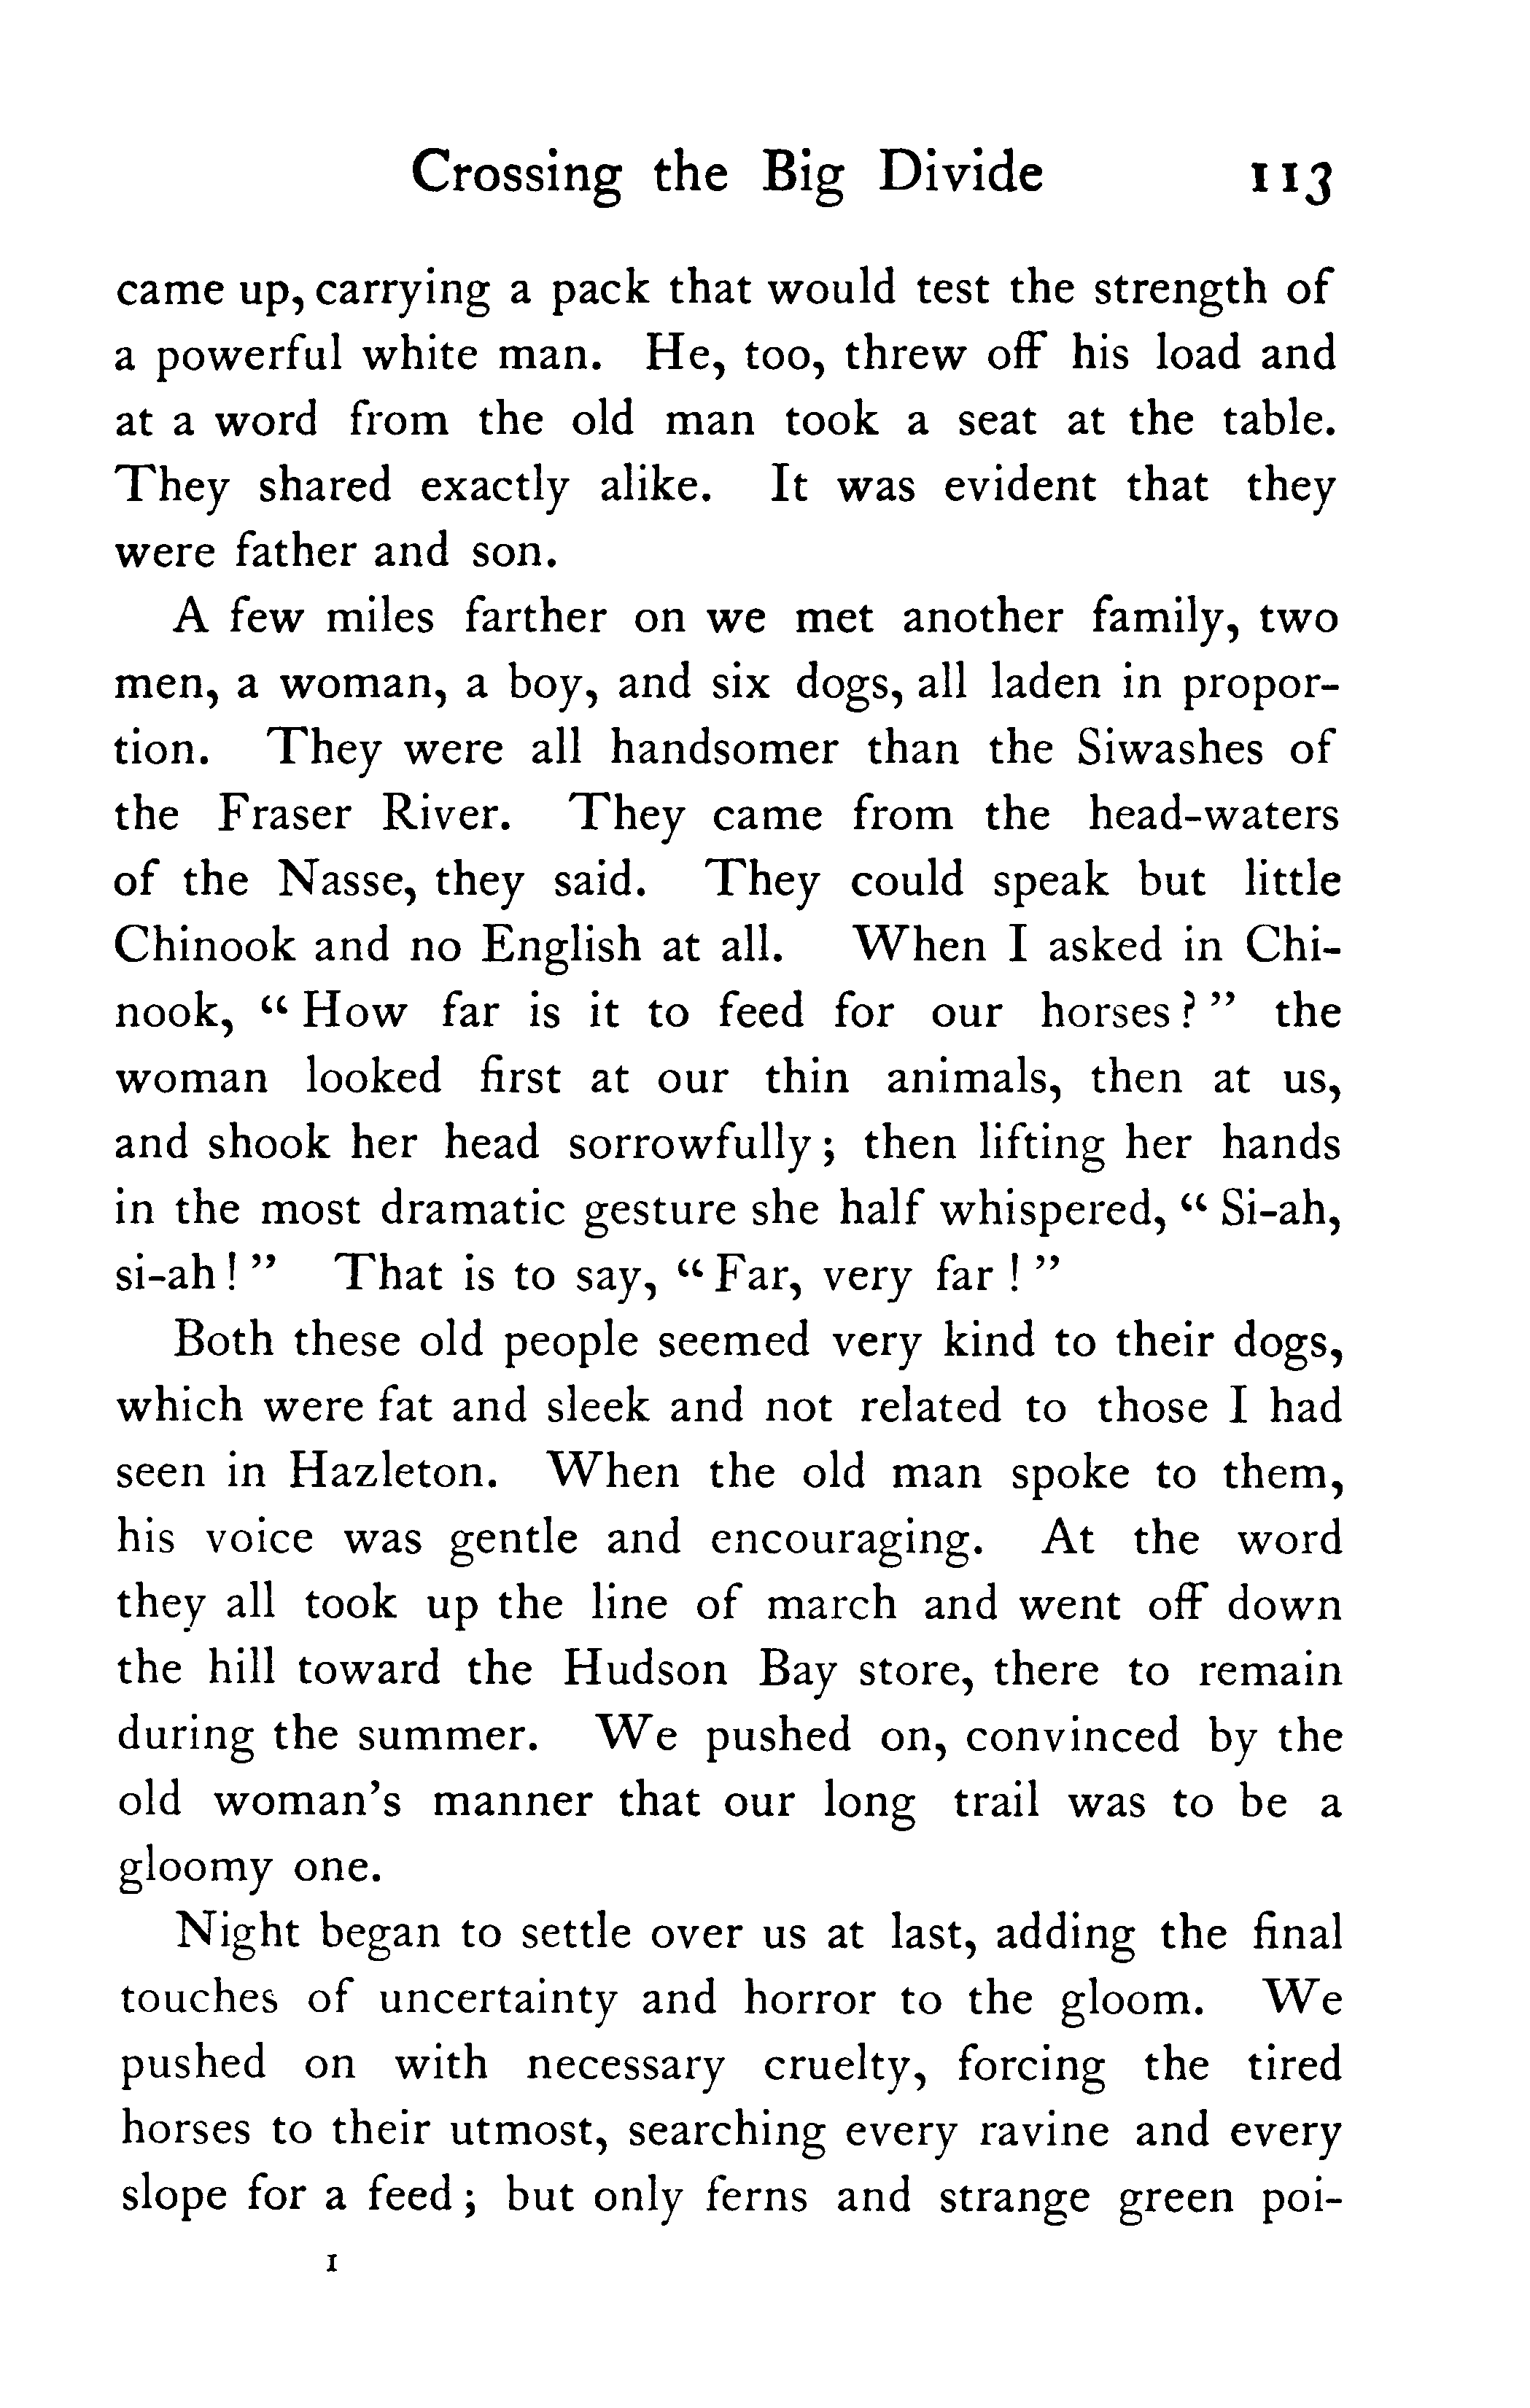 Crossing the Big Divide 113
came up, carrying a pack that would test the strength of
a powerful white man. He, too, threw off his load and
at a word from the old man took a seat at the table.
They shared exactly alike. It was evident that they
were father and son.
A few miles farther on we met another family, two
men, a woman, a boy, and six dogs, all laden in propor-
tion. They were all handsomer than the Siwashes of
the Fraser River. They came from the head-waters
of the Nasse, they said. They could speak but little
Chinook and no English at all. When I asked in Chi-
nook, “How far is it to feed for our horses?” the
woman looked first at our thin animals, then at us,
and shook her head sorrowfully; then lifting her hands
in the most dramatic gesture she half whispered, “Si-ah,
si-ah!” That is to say, “Far, very far!”
Both these old people seemed very kind to their dogs,
which were fat and sleek and not related to those I had
seen in Hazleton. When the old man spoke to them,
his voice was gentle and encouraging. At the word
they all took up the line of march and went off down
the hill toward the Hudson Bay store, there to remain
during the summer. We pushed on, convinced by the
old woman’s manner that our long trail was to be a
gloomy one.
Night began to settle over us at last, adding the final
touches of uncertainty and horror to the gloom. We
pushed on with necessary cruelty, forcing the tired
horses to their utmost, searching every ravine and every
slope for a feed; but only ferns and strange green poi-
I